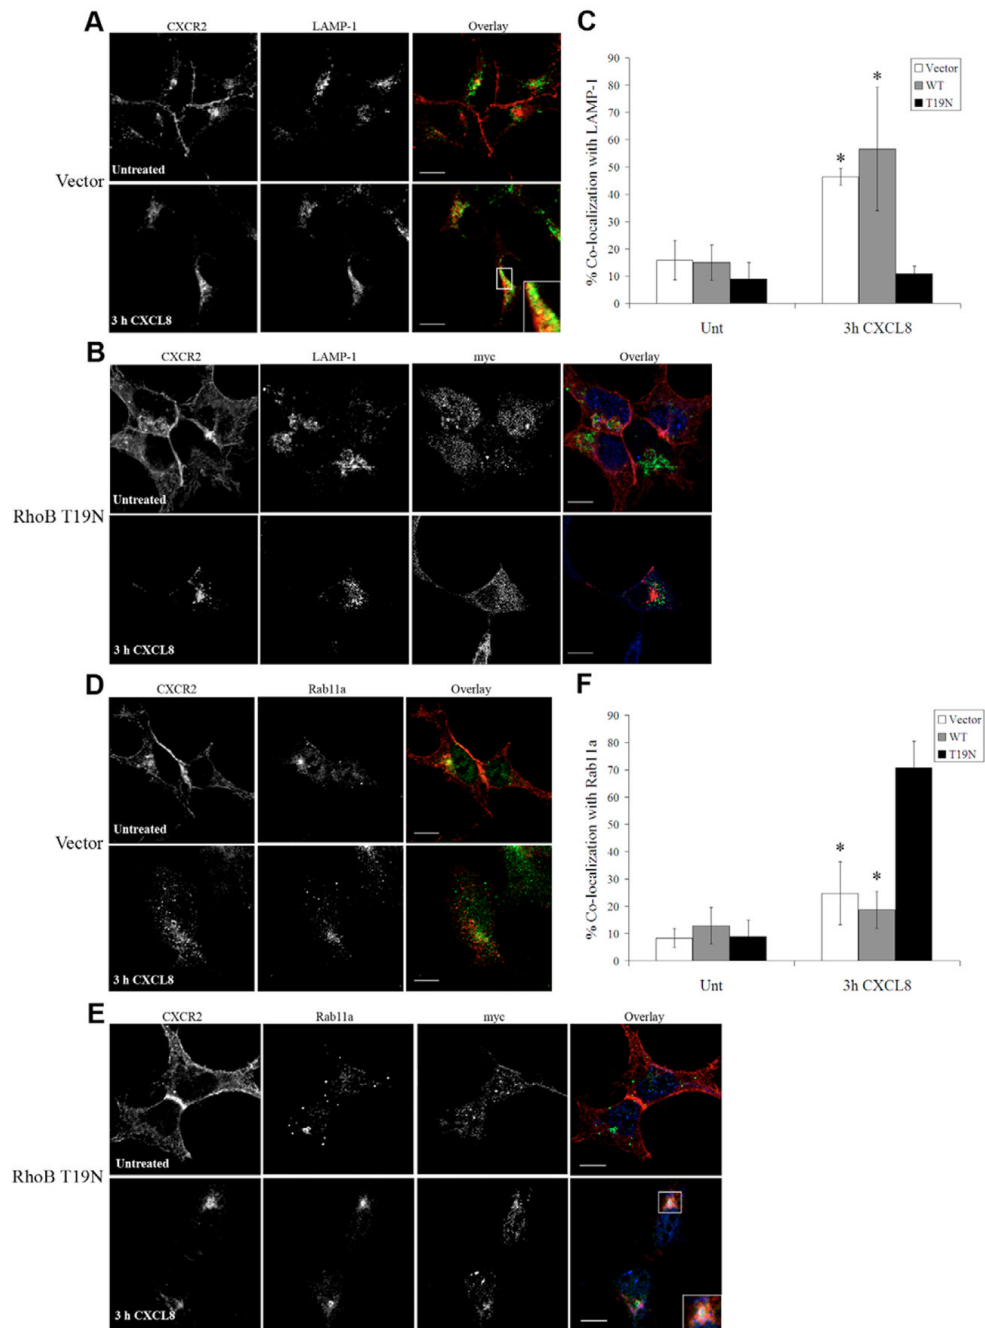 A
CXCR2 LAMP-1 Overlay
Vector
Untreated
3 h CXCL8
C
% Co-localization with LAMP-1
90
80
70
60
50
40
30
20
10
0
* *
Vector
WT
T19N
Unt 3h CXCL8
B
CXCR2 LAMP-1 myc Overlay
RhoB T19N
Untreated
3 h CXCL8
D
CXCR2 Rab11a Overlay
Vector
Untreated
3 h CXCL8
F
% Co-localization with Rab11a
90
80
70
60
50
40
30
20
10
0
* *
Vector
WT
T19N
Unt 3h CXCL8
E
CXCR2 Rab11a myc Overlay
RhoB T19N
Untreated
3 h CXCL8